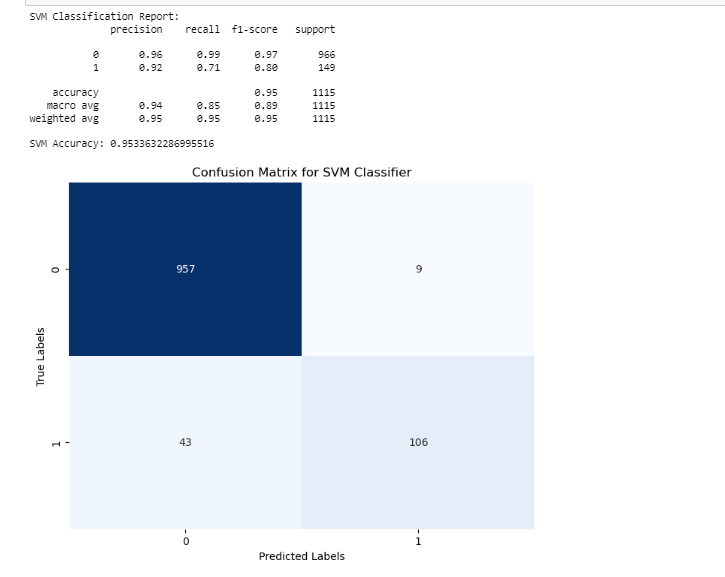 SVM Classification Report:
precision recall f1-score support
0 0.96 0.99 0.97 966
1 0.92 0.71 0.80 149
accuracy 0.95 1115
macro avg 0.94 0.85 0.89 1115
weighted avg 0.95 0.95 0.95 1115
SVM Accuracy: 0.9533632286995516
Confusion Matrix for SVM Classifier
True Labels
0
957 9
1
43 106
0 1
Predicted Labels